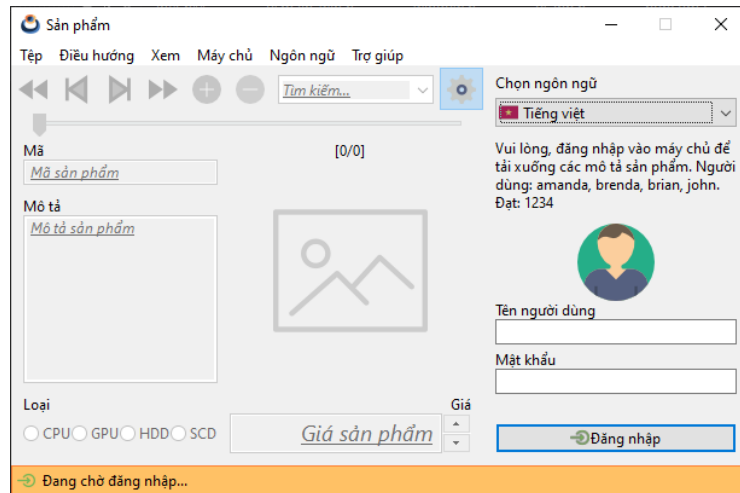 Sản phẩm
Tệp Điều hướng Xem Máy chủ Ngôn ngữ Trợ giúp
Tìm kiếm...
Chọn ngôn ngữ
Tiếng việt
Mã
[0/0]
Mã sản phẩm
Vui lòng, đăng nhập vào máy chủ để
tải xuống các mô tả sản phẩm. Người
dùng: amanda, brenda, brian, john.
Đạt: 1234
Mô tả
Mô tả sản phẩm
Tên người dùng
Mật khẩu
Loại
Giá
CPU GPU HDD SCD
Giá sản phẩm
Đăng nhập
Đang chờ đăng nhập...